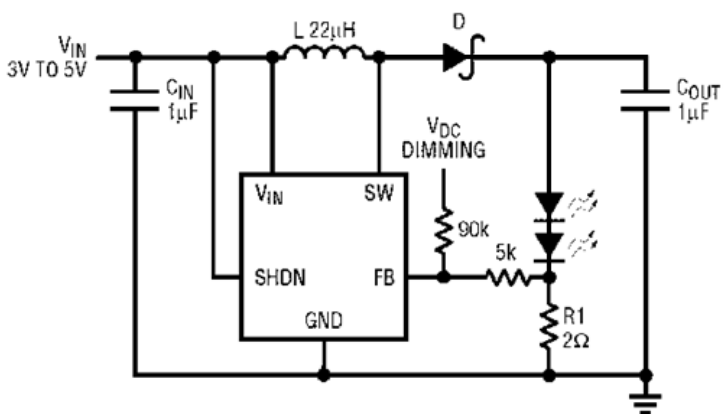 L 22µH
D
VIN
3V TO 5V
CIN
1µF
COUT
1µF
VDC
DIMMING
VIN
SW
90k
5k
SHDN
FB
GND
R1
2Ω